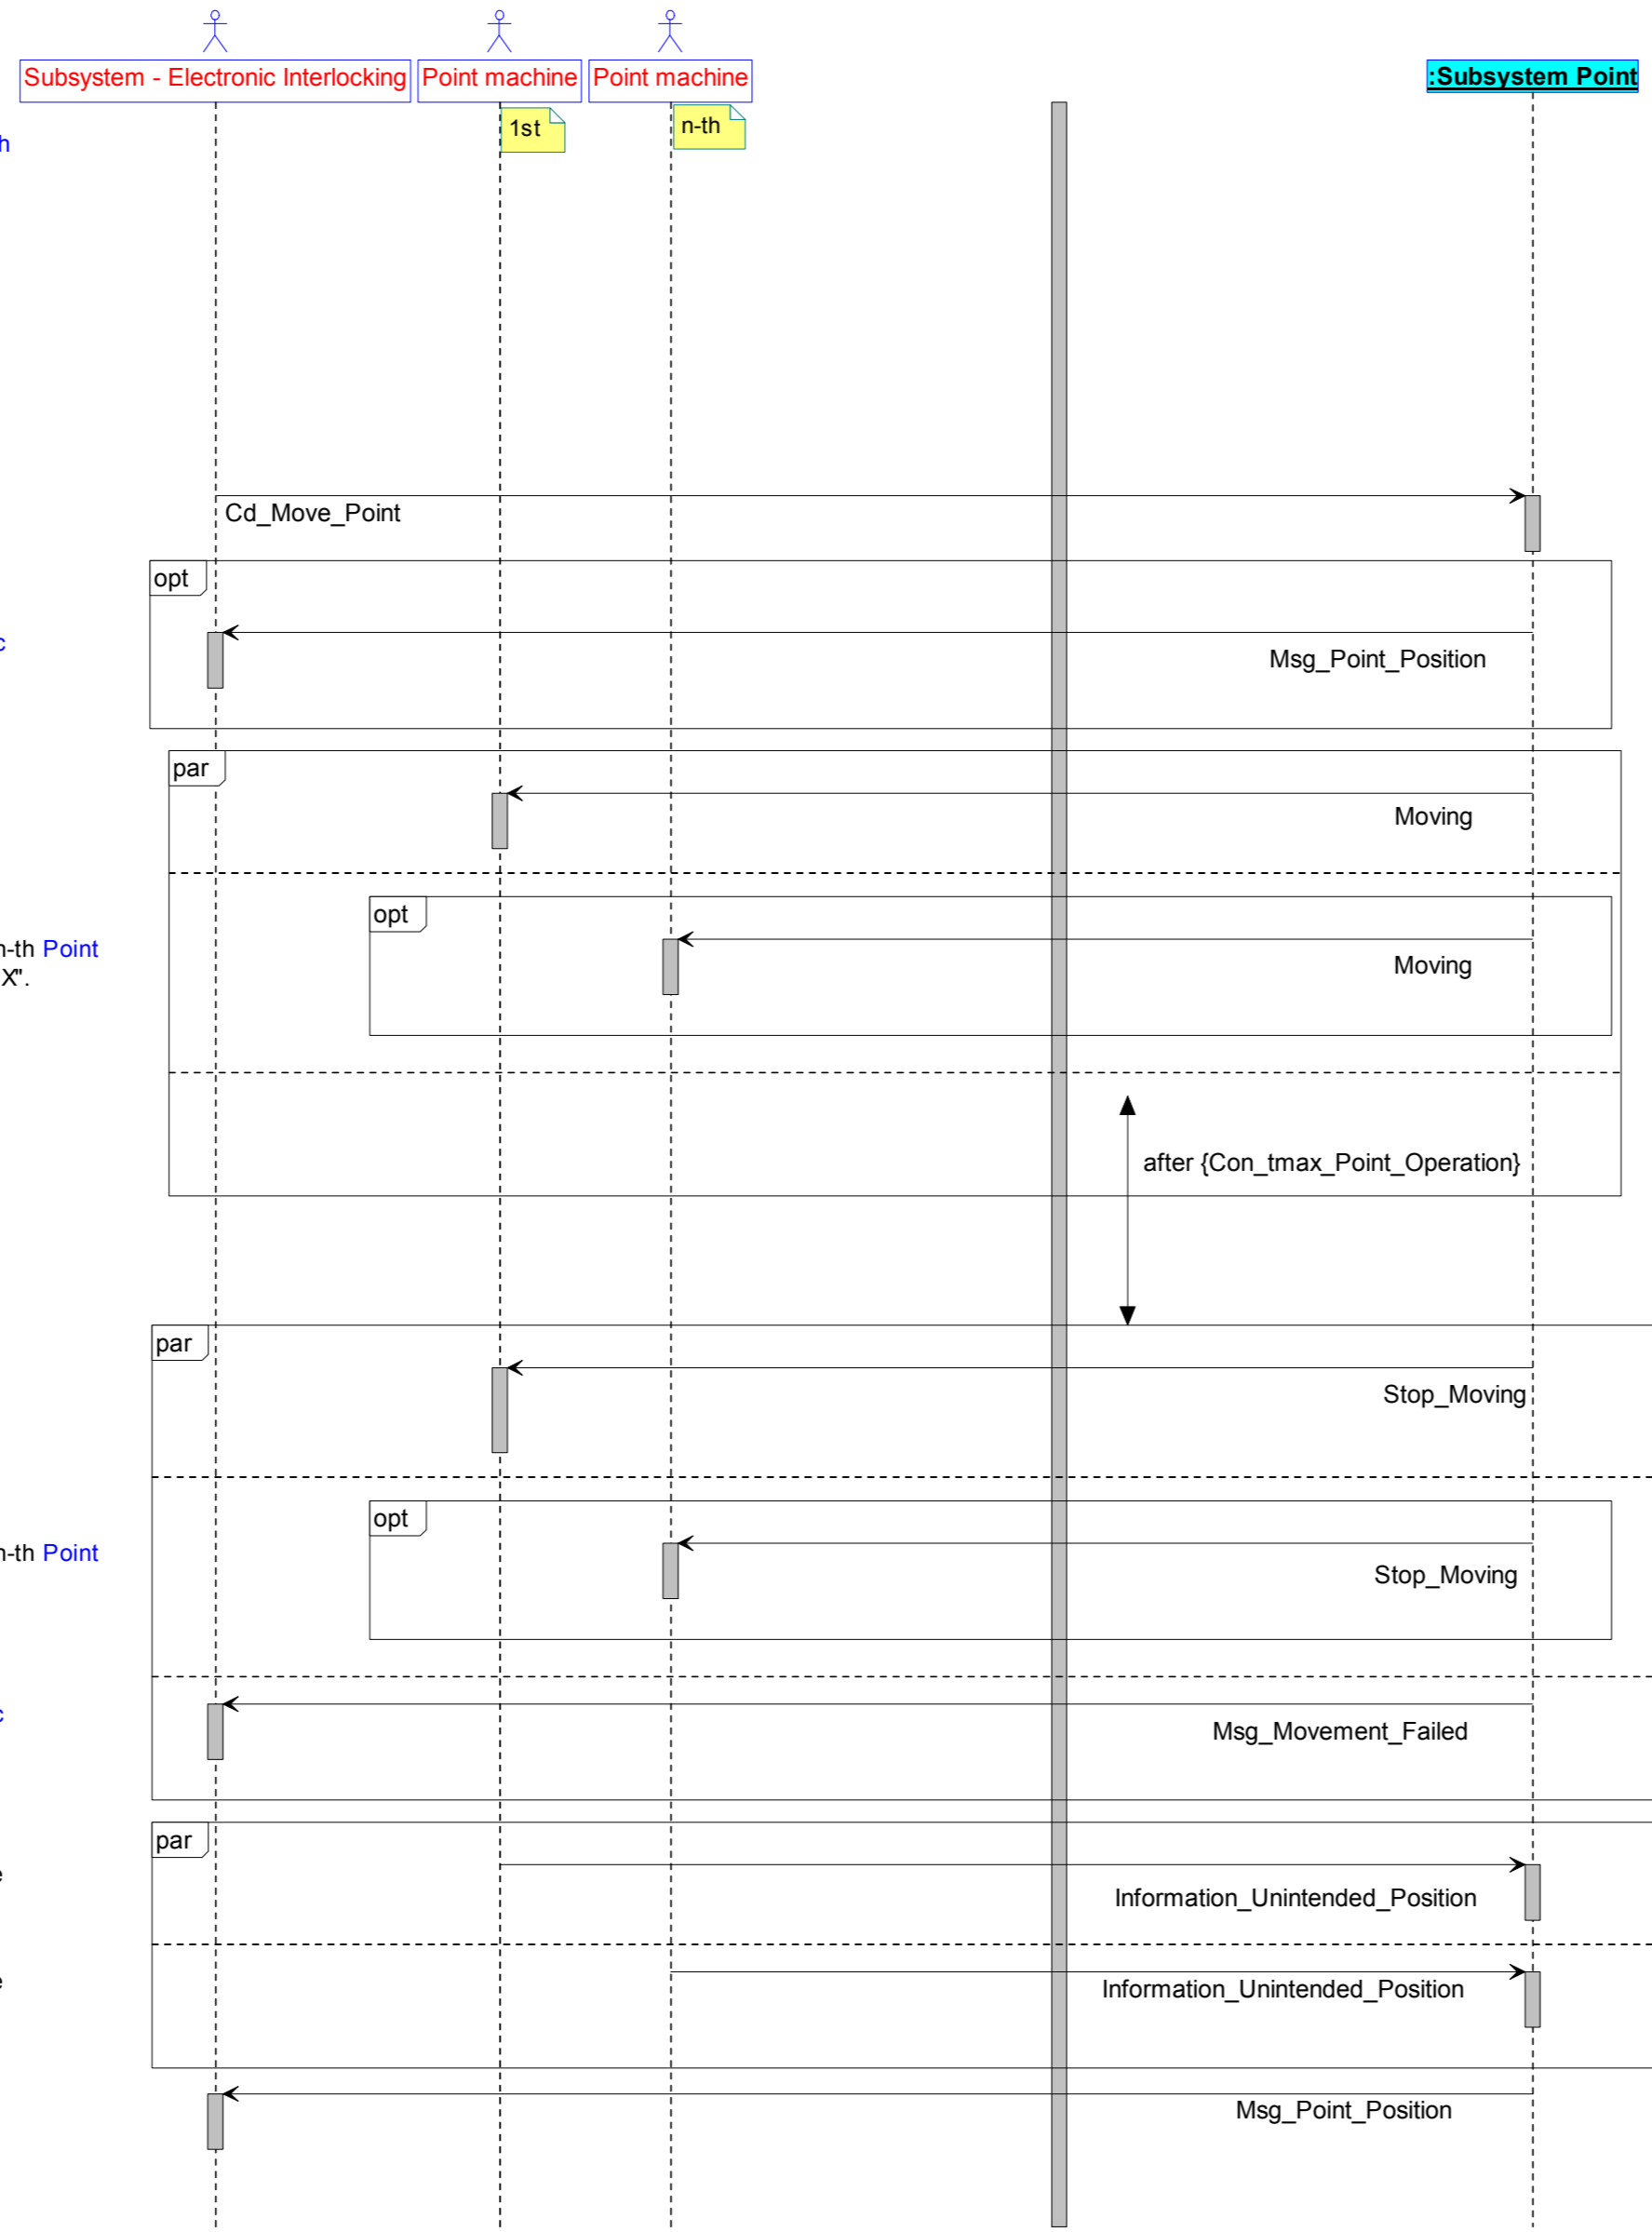 Subsystem - Electronic Interlocking
Point machine
Point machine
:Subsystem Point
1st
n-th
Cd_Move_Point
opt
Msg_Point_Position
par
Moving
opt
n-th Point
Moving
X".
after {Con_tmax_Point_Operation}
par
Stop_Moving
opt
n-th Point
Stop_Moving
Msg_Movement_Failed
par
Information_Unintended_Position
Information_Unintended_Position
Msg_Point_Position